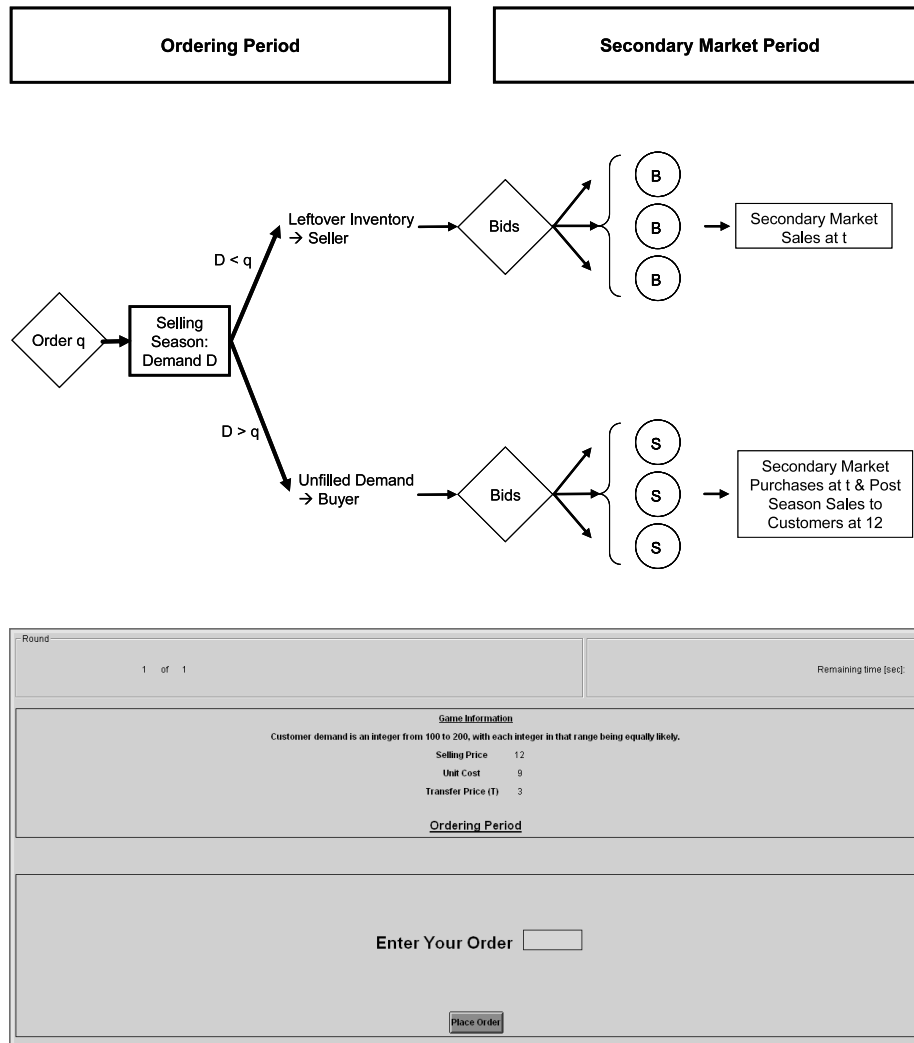 Ordering Period
Secondary Market Period
Leftover Inventory
→ Seller
D < q
Bids
B
B
B
Secondary Market
Sales at t
Order q
Selling
Season:
Demand D
D > q
Unfilled Demand
→ Buyer
Bids
S
S
S
Secondary Market
Purchases at t & Post
Season Sales to
Customers at 12
Round
1 of 1
Remaining time [sec]:
Game Information
Customer demand is an integer from 100 to 200, with each integer in that range being equally likely.
Selling Price 12
Unit Cost 9
Transfer Price (T) 3
Ordering Period
Enter Your Order
Place Order